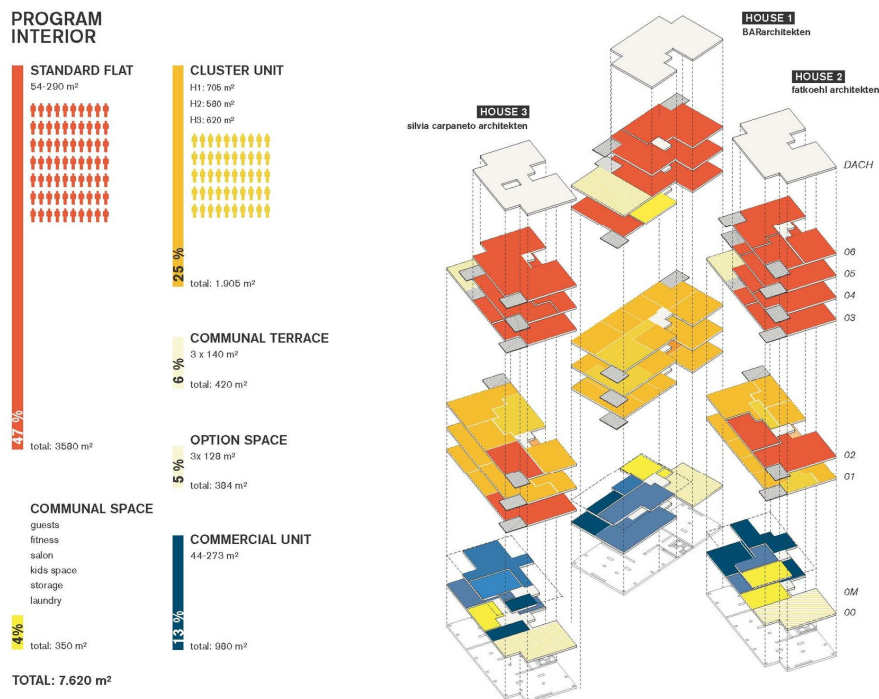 PROGRAM
INTERIOR
STANDARD FLAT
54-290 m²
47 %
total: 3580 m²
CLUSTER UNIT
H1: 705 m²
H2: 580 m²
H3: 620 m²
25 %
total: 1.905 m²
COMMUNAL TERRACE
3 x 140 m²
6 %
total: 420 m²
OPTION SPACE
3x 128 m²
5 %
total: 384 m²
COMMUNAL SPACE
guests
fitness
salon
kids space
storage
laundry
4%
total: 350 m²
COMMERCIAL UNIT
44-273 m²
13 %
total: 980 m²
TOTAL: 7.620 m²
HOUSE 1
BARarchitekten
HOUSE 2
fatkoehl architekten
HOUSE 3
silvia carpaneto architekten
DACH
06
05
04
03
02
01
0M
00